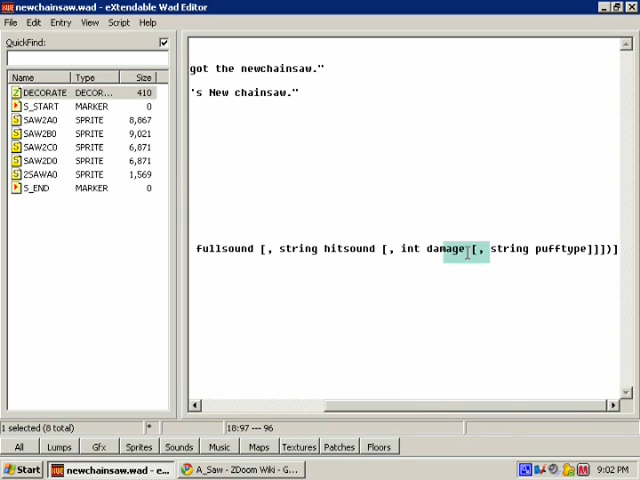 newchainsaw.wad - eXtendable Wad Editor
File Edit Entry View Script Help
QuickFind:
Name Type Size
DECORATE DECOR... 410
S_START MARKER 0
SAW2A0 SPRITE 8,867
SAW2B0 SPRITE 9,021
SAW2C0 SPRITE 6,871
SAW2D0 SPRITE 6,871
2SAWA0 SPRITE 1,569
S_END MARKER 0
got the newchainsaw."
's New chainsaw."
fullsound [, string hitsound [, int damage [, string pufftype]]])]
1 selected (8 total) * 18:97 --- 96
All Lumps Gfx Sprites Sounds Music Maps Textures Patches Floors
Start newchainsaw.wad - e... A_Saw - ZDoom Wiki - G... 9:02 PM